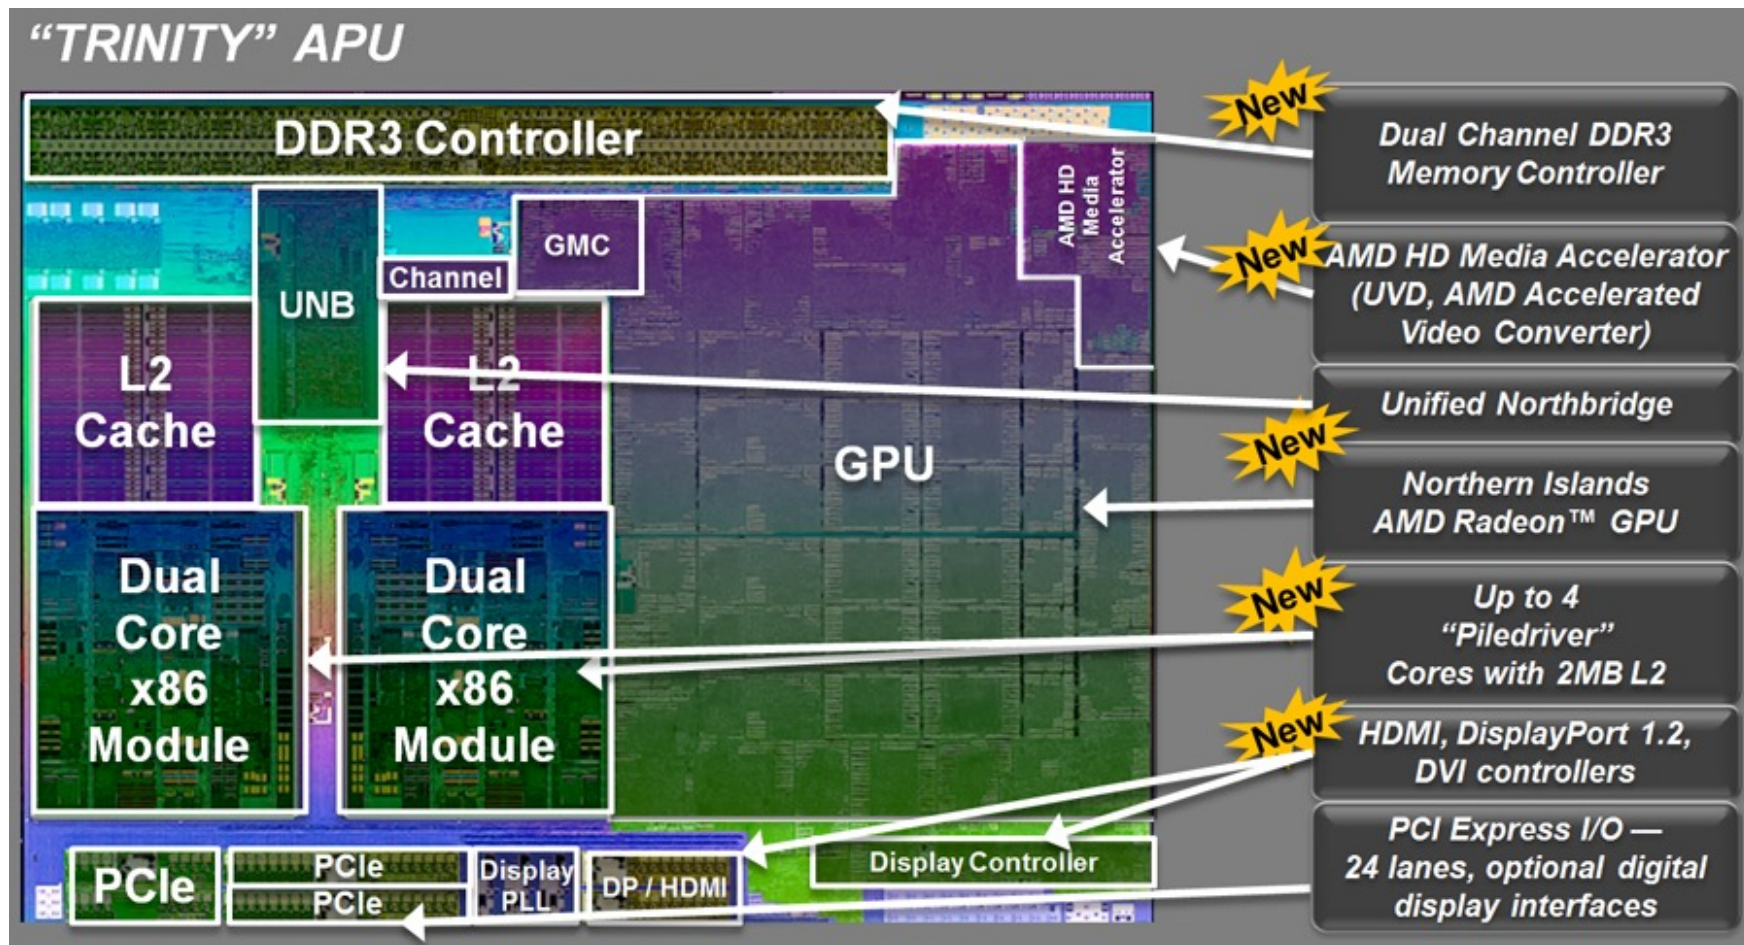 “TRINITY” APU
DDR3 Controller
UNB
Channel
GMC
AMD HD
Media
Accelerator
L2
Cache
L2
Cache
GPU
Dual
Core
x86
Module
Dual
Core
x86
Module
PCIe
PCIe
PCIe
Display
PLL
DP / HDMI
Display Controller
New
Dual Channel DDR3
Memory Controller
New
AMD HD Media Accelerator
(UVD, AMD Accelerated
Video Converter)
Unified Northbridge
New
Northern Islands
AMD Radeon™ GPU
New
Up to 4
“Piledriver”
Cores with 2MB L2
New
HDMI, DisplayPort 1.2,
DVI controllers
PCI Express I/O —
24 lanes, optional digital
display interfaces